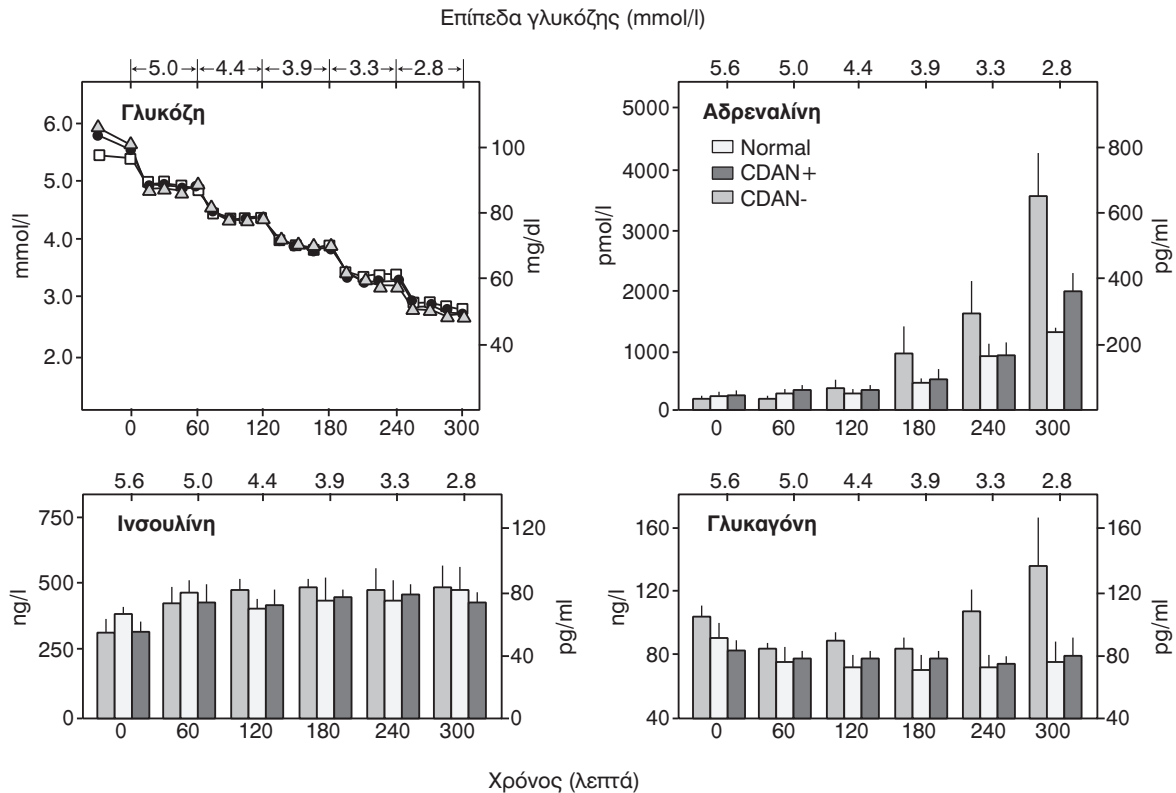 Επίπεδα γλυκόζης (mmol/l)
5.0 4.4 3.9 3.3 2.8
Γλυκόζη
6.0
5.0
4.0
3.0
2.0
mmol/l
100
80
60
40
mg/dl
0 60 120 180 240 300
5.6 5.0 4.4 3.9 3.3 2.8
Αδρεναλίνη
Normal
CDAN+
CDAN-
5000
4000
3000
2000
1000
0
pmol/l
800
600
400
200
pg/ml
0 60 120 180 240 300
5.6 5.0 4.4 3.9 3.3 2.8
Ινσουλίνη
750
500
250
0
ng/l
120
80
40
0
pg/ml
0 60 120 180 240 300
5.6 5.0 4.4 3.9 3.3 2.8
Γλυκαγόνη
160
120
80
40
ng/l
160
120
80
40
pg/ml
0 60 120 180 240 300
Χρόνος (λεπτά)